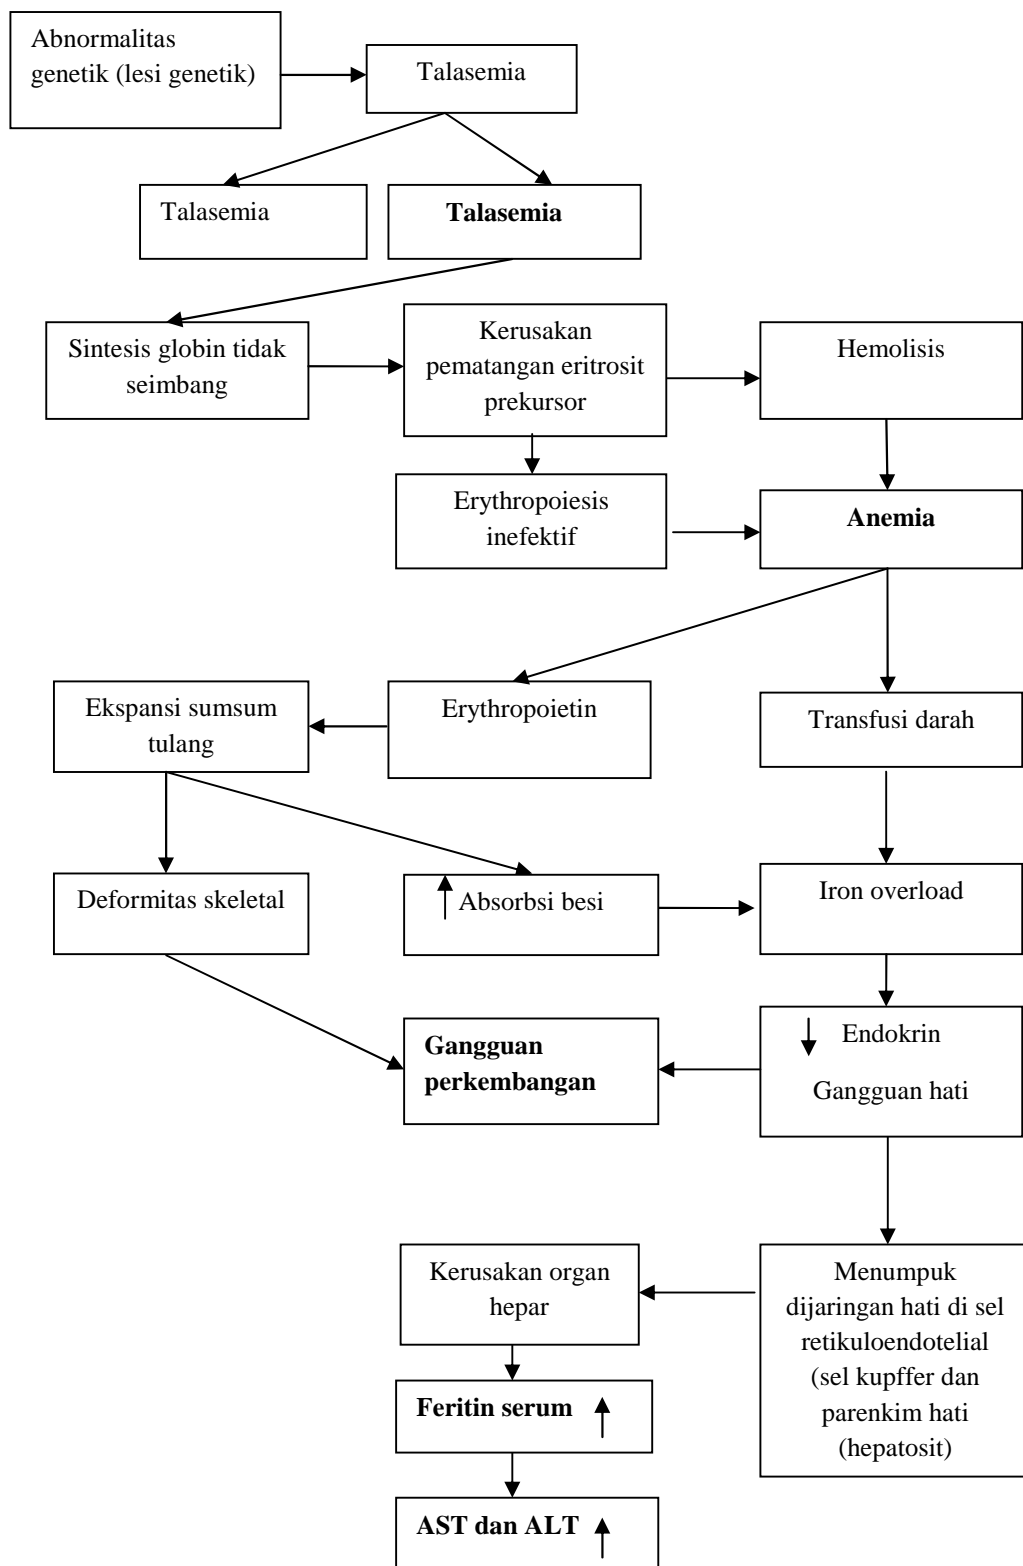 Abnormalitas
genetik (lesi genetik)
Talasemia
Talasemia
Talasemia
Sintesis globin tidak
seimbang
Kerusakan
pematangan eritrosit
prekursor
Hemolisis
Erythropoiesis
inefektif
Anemia
Ekspansi sumsum
tulang
Erythropoietin
Transfusi darah
Deformitas skeletal
Absorbsi besi
Iron overload
Gangguan
perkembangan
Endokrin
Gangguan hati
Kerusakan organ
hepar
Menumpuk
dijaringan hati di sel
retikuloendotelial
(sel kupffer dan
parenkim hati
(hepatosit)
Feritin serum
AST dan ALT